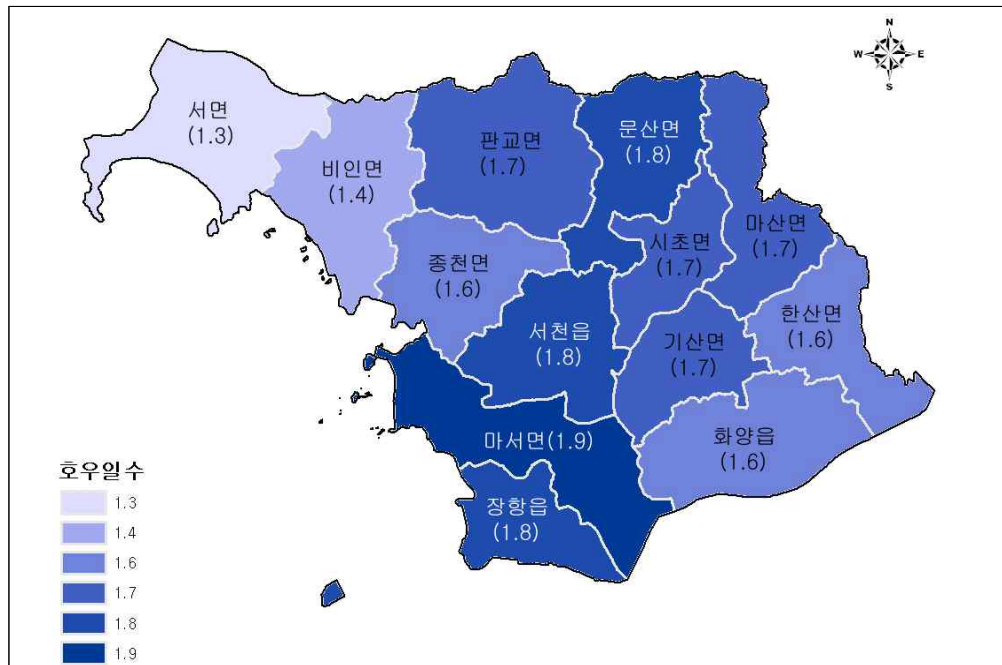 N
W E
S
서면
(1.3)
비인면
(1.4)
판교면
(1.7)
문산면
(1.8)
시초면
(1.7)
마산면
(1.7)
종천면
(1.6)
서천읍
(1.8)
기산면
(1.7)
한산면
(1.6)
마서면(1.9)
화양읍
(1.6)
장항읍
(1.8)
호우일수
1.3
1.4
1.6
1.7
1.8
1.9